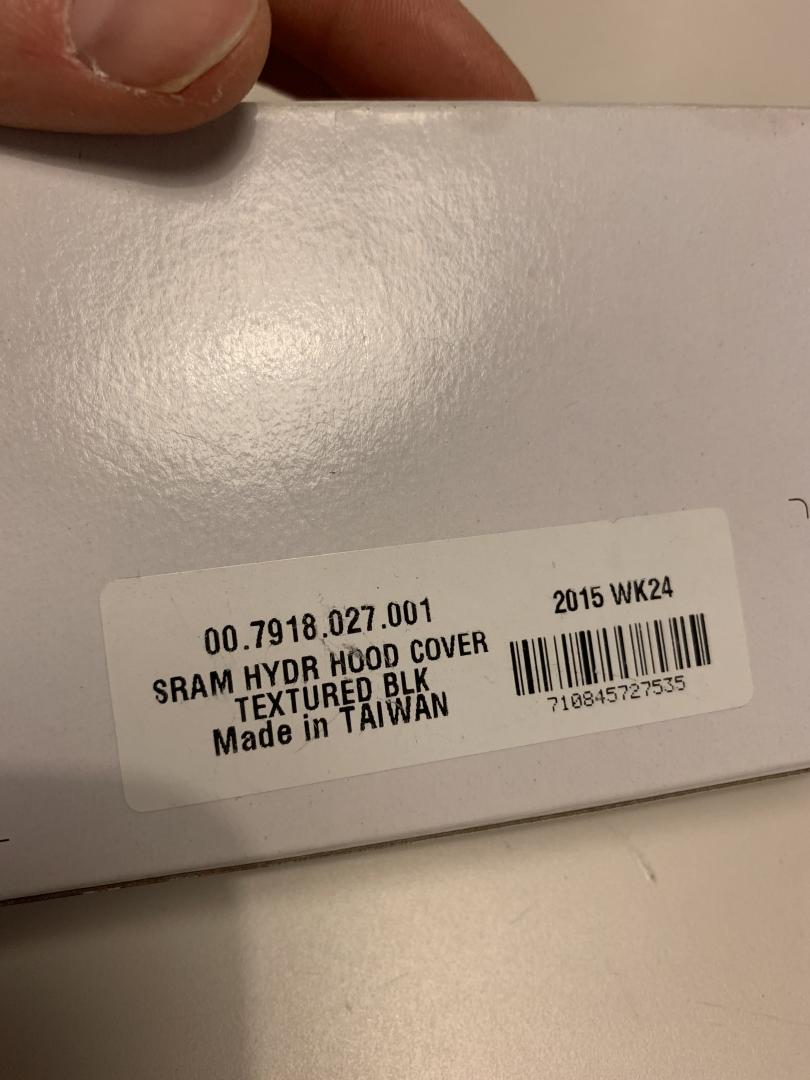 00.7918.027.001
SRAM HYDR HOOD COVER
TEXTURED BLK
Made in TAIWAN
2015 WK24
710845727535